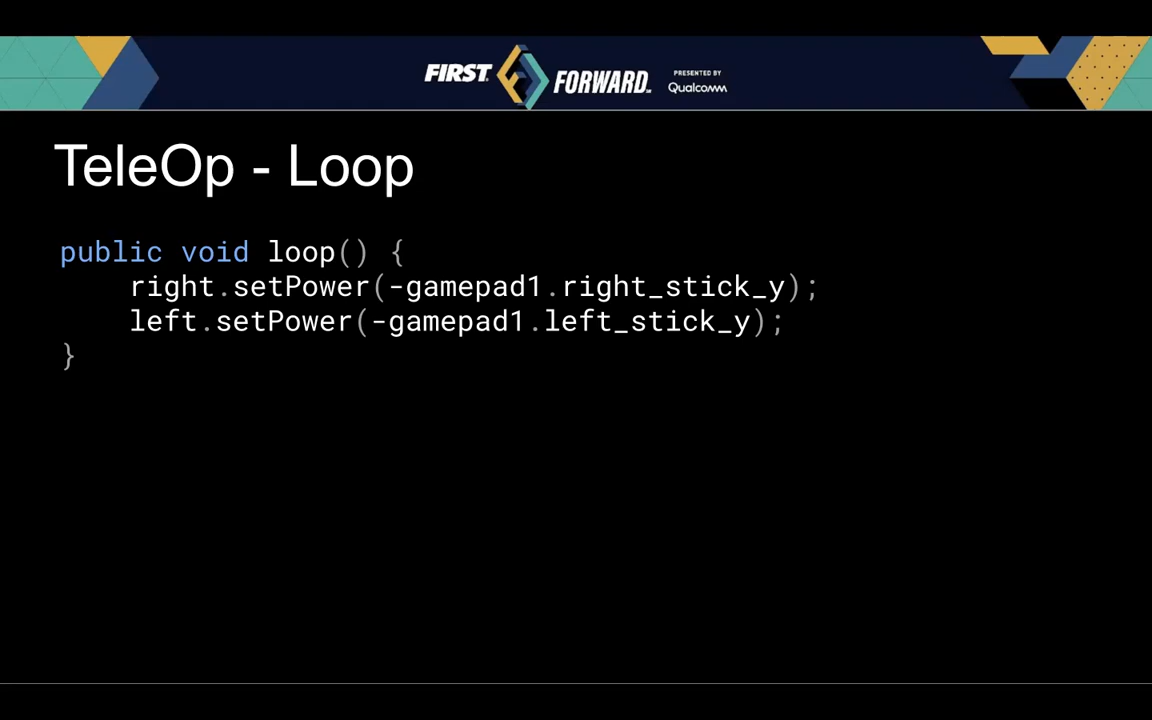 FIRST FORWARD PRESENTED BY Qualcomm
TeleOp - Loop
public void loop() {
right.setPower(-gamepad1.right_stick_y);
left.setPower(-gamepad1.left_stick_y);
}